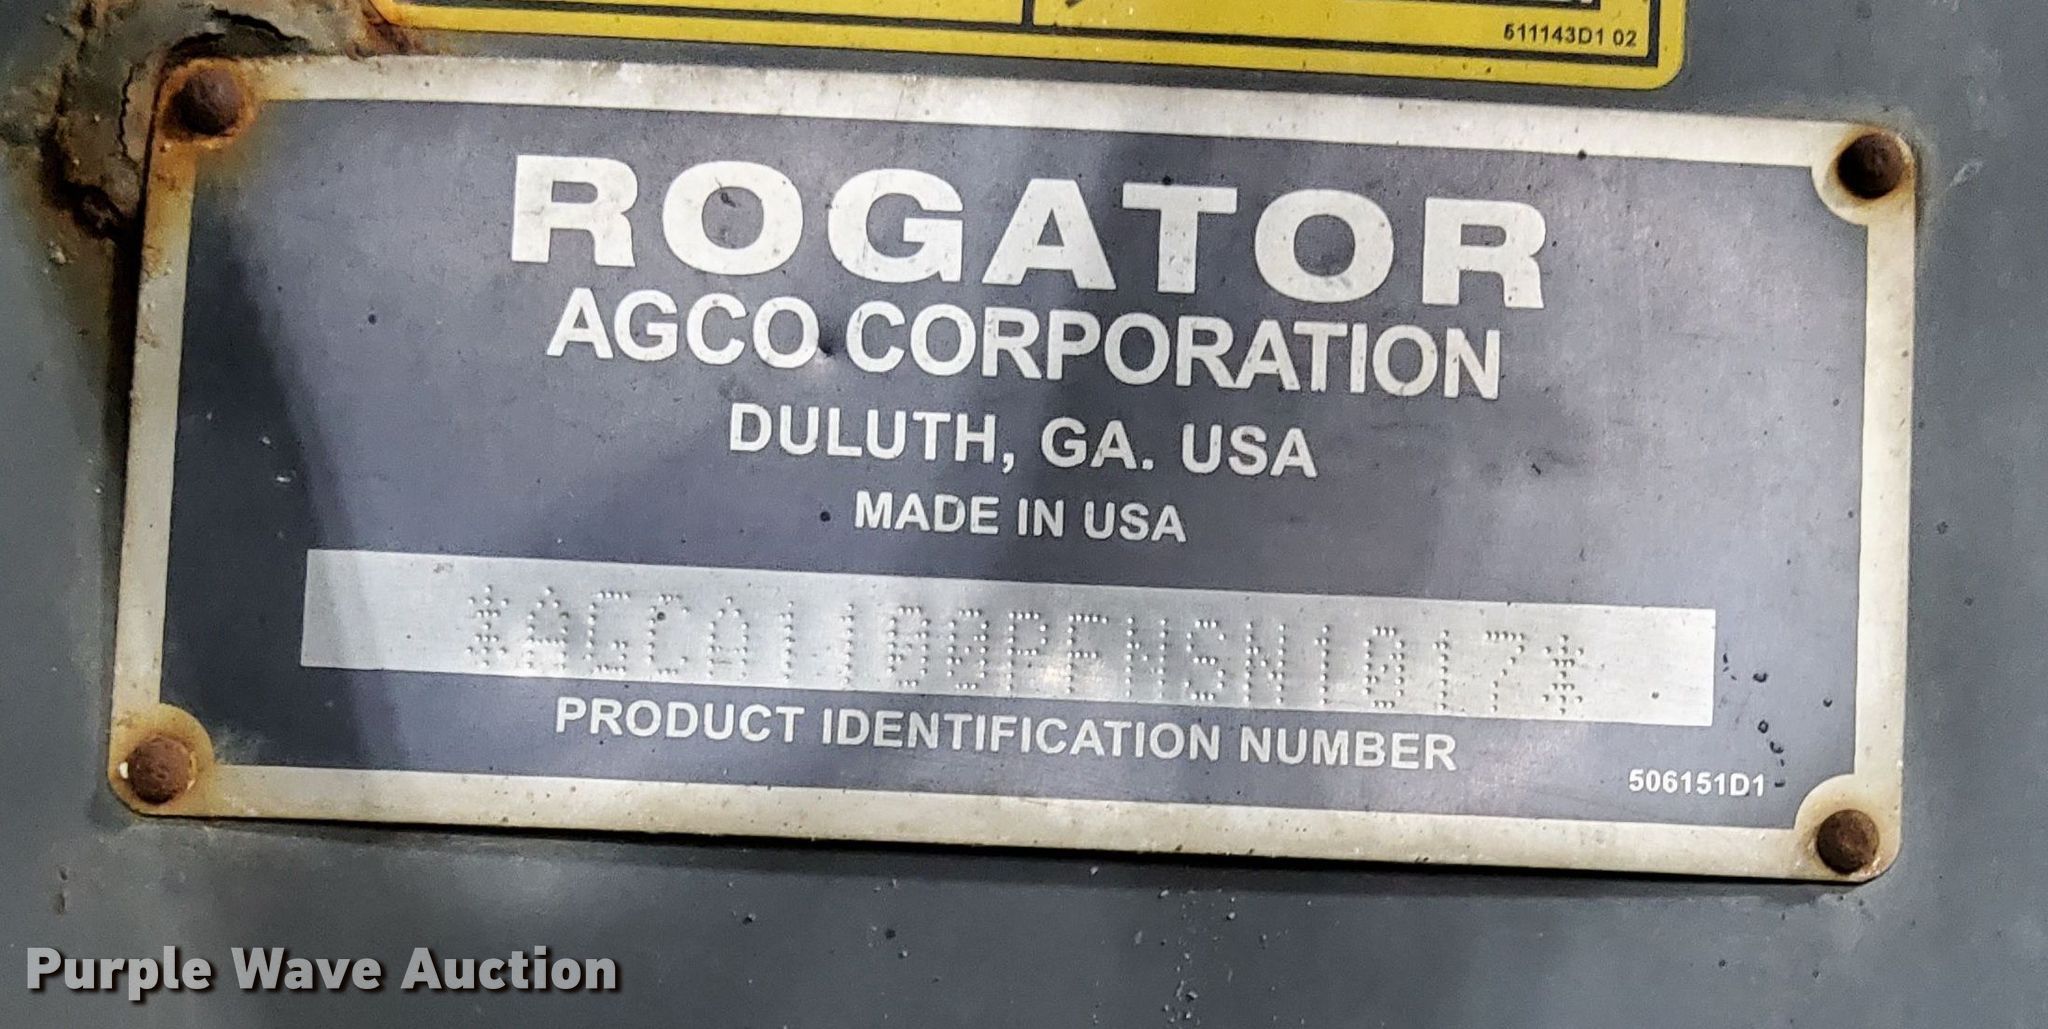 511143D1 02
ROGATOR
AGCO CORPORATION
DULUTH, GA. USA
MADE IN USA
*AGCA1100PFNSN1017*
PRODUCT IDENTIFICATION NUMBER
506151D1
Purple Wave Auction